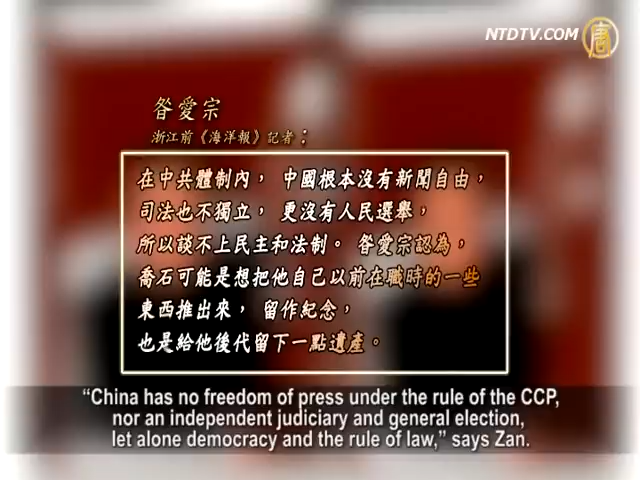 NTDTV.COM
唐
昝愛宗
浙江前《海洋報》記者：
在中共體制內，中國根本沒有新聞自由，
司法也不獨立，更沒有人民選舉，
所以談不上民主和法制。昝愛宗認為，
喬石可能是想把他自己以前在職時的一些
東西推出來，留作紀念，
也是給他後代留下一點遺產。
“China has no freedom of press under the rule of the CCP,
nor an independent judiciary and general election,
let alone democracy and the rule of law,” says Zan.